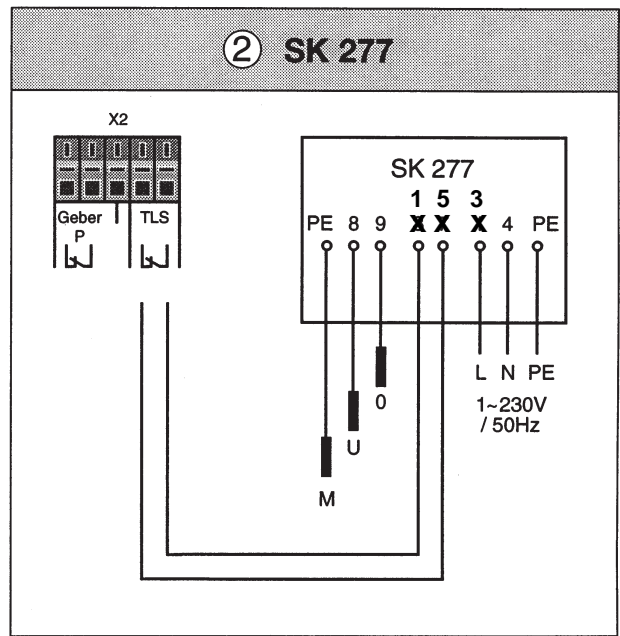 ② SK 277
X2
Geber TLS
P
SK 277
1 5 3
PE 8 9 X X X 4 PE
L N PE
1~230V
/ 50Hz
0
U
M